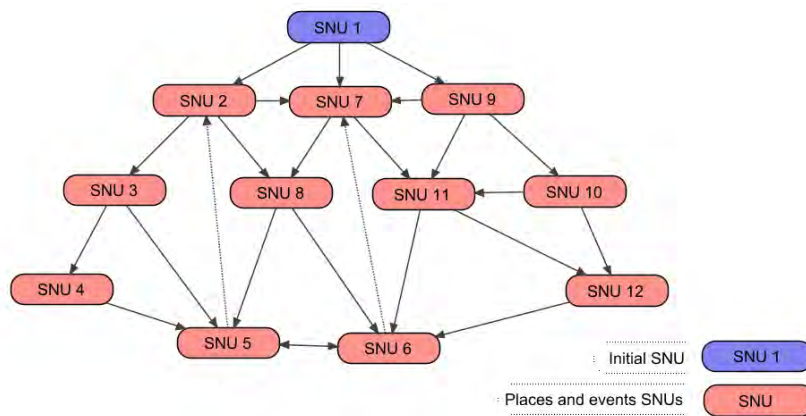 SNU 1
SNU 2
SNU 7
SNU 9
SNU 3
SNU 8
SNU 11
SNU 10
SNU 4
SNU 12
SNU 5
SNU 6
Initial SNU
SNU 1
Places and events SNUs
SNU